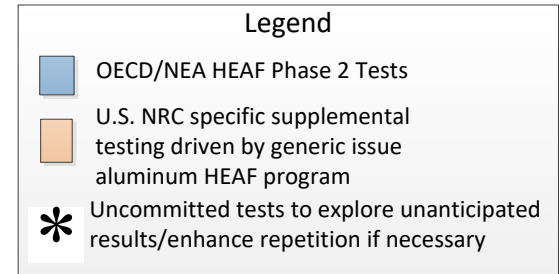 Legend
OECD/NEA HEAF Phase 2 Tests
U.S. NRC specific supplemental
testing driven by generic issue
aluminum HEAF program
* Uncommitted tests to explore unanticipated
results/enhance repetition if necessary